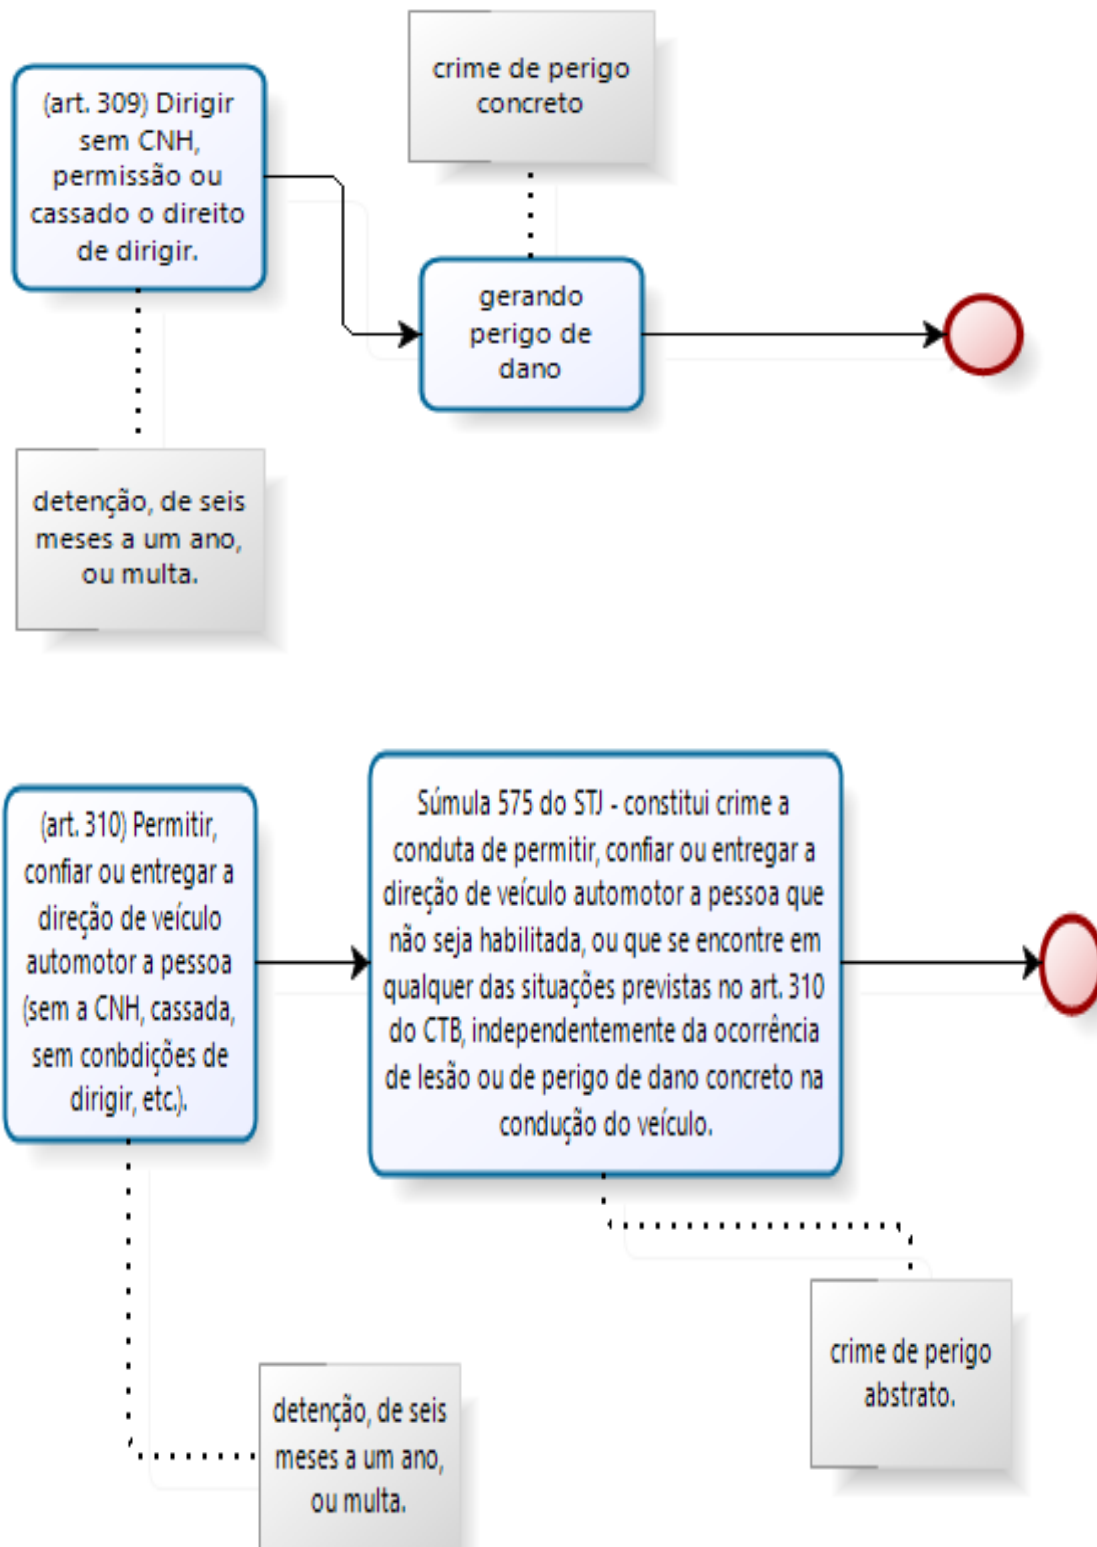 crime de perigo
concreto
(art. 309) Dirigir
sem CNH,
permissão ou
cassado o direito
de dirigir.
gerando
perigo de
dano
detenção, de seis
meses a um ano,
ou multa.
(art. 310) Permitir,
confiar ou entregar a
direção de veículo
automotor a pessoa
(sem a CNH, cassada,
sem conbdições de
dirigir, etc.).
Súmula 575 do STJ - constitui crime a
conduta de permitir, confiar ou entregar a
direção de veículo automotor a pessoa que
não seja habilitada, ou que se encontre em
qualquer das situações previstas no art. 310
do CTB, independentemente da ocorrência
de lesão ou de perigo de dano concreto na
condução do veículo.
crime de perigo
abstrato.
detenção, de seis
meses a um ano,
ou multa.